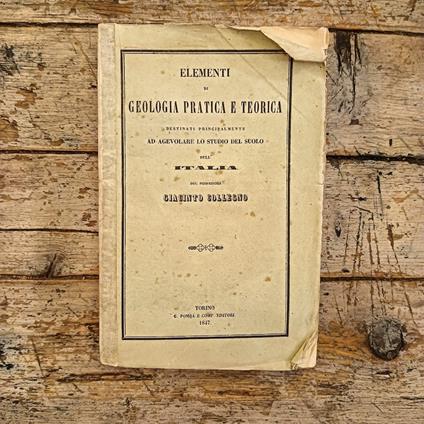 ELEMENTI
DI
GEOLOGIA PRATICA E TEORICA
DESTINATI PRINCIPALMENTE
AD AGEVOLARE LO STUDIO DEL SUOLO
DELL'
ITALIA
DEL PROFESSORE
GIACINTO COLLEGNO
TORINO
G. POMBA E COMP. EDITORI
1847.